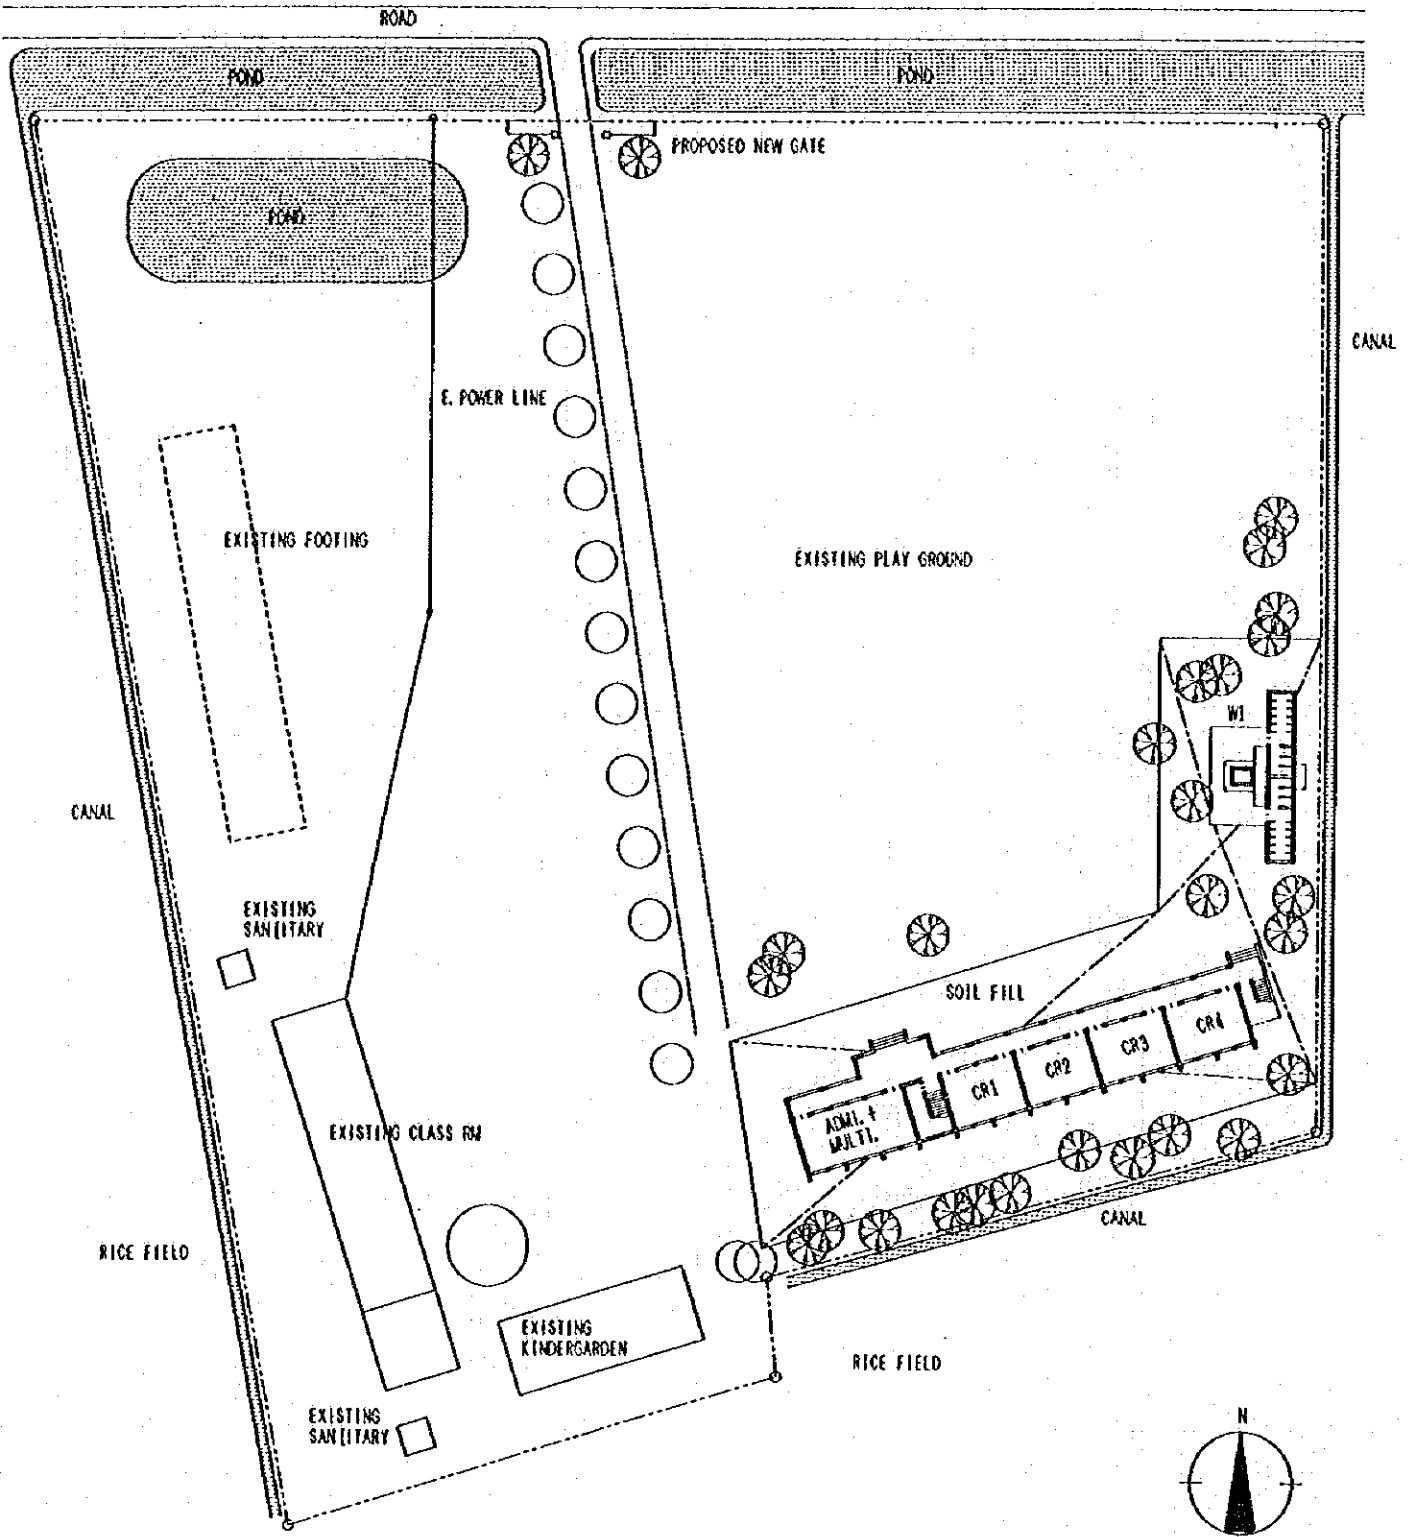 ROAD
POND
POND
PROPOSED NEW GATE
POND
CANAL
E. POWER LINE
EXISTING FOOTING
EXISTING PLAY GROUND
W1
CANAL
EXISTING
SANITARY
SOIL FILL
CR4
CR3
CR2
CR1
ADMI. +
MULTI.
EXISTING CLASS RM
CANAL
RICE FIELD
EXISTING
KINDERGARDEN
RICE FIELD
EXISTING
SANITARY
N